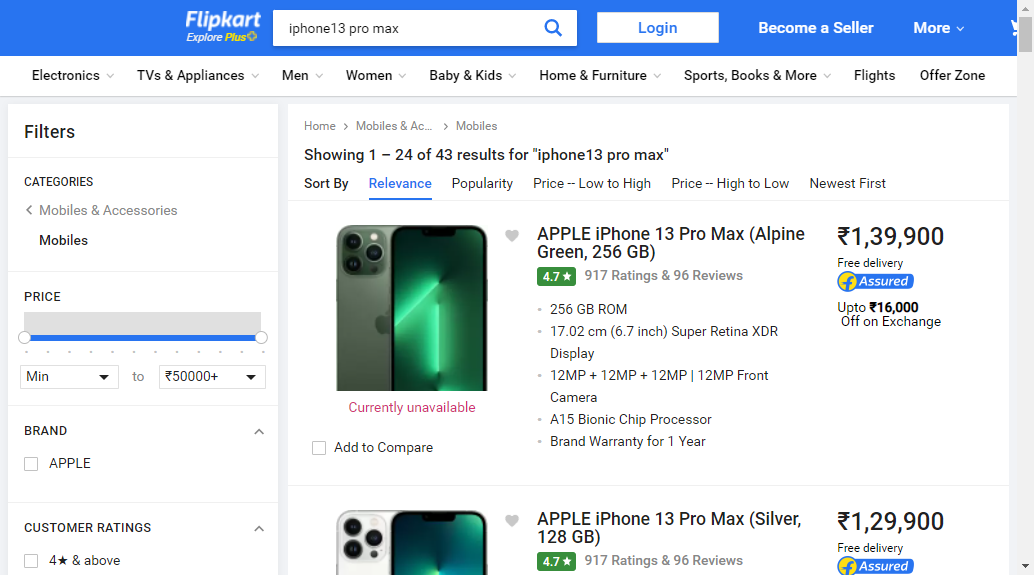 Flipkart
Explore Plus
iphone13 pro max
Login
Become a Seller
More
Electronics
TVs & Appliances
Men
Women
Baby & Kids
Home & Furniture
Sports, Books & More
Flights
Offer Zone
Filters
CATEGORIES
Mobiles & Accessories
Mobiles
PRICE
Min
to
₹50000+
BRAND
APPLE
CUSTOMER RATINGS
4★ & above
Home
Mobiles & Ac...
Mobiles
Showing 1 – 24 of 43 results for "iphone13 pro max"
Sort By
Relevance
Popularity
Price -- Low to High
Price -- High to Low
Newest First
Currently unavailable
Add to Compare
APPLE iPhone 13 Pro Max (Alpine
Green, 256 GB)
4.7 ★
917 Ratings & 96 Reviews
256 GB ROM
17.02 cm (6.7 inch) Super Retina XDR
Display
12MP + 12MP + 12MP | 12MP Front
Camera
A15 Bionic Chip Processor
Brand Warranty for 1 Year
₹1,39,900
Free delivery
Assured
Upto ₹16,000
Off on Exchange
APPLE iPhone 13 Pro Max (Silver,
128 GB)
4.7 ★
917 Ratings & 96 Reviews
₹1,29,900
Free delivery
Assured